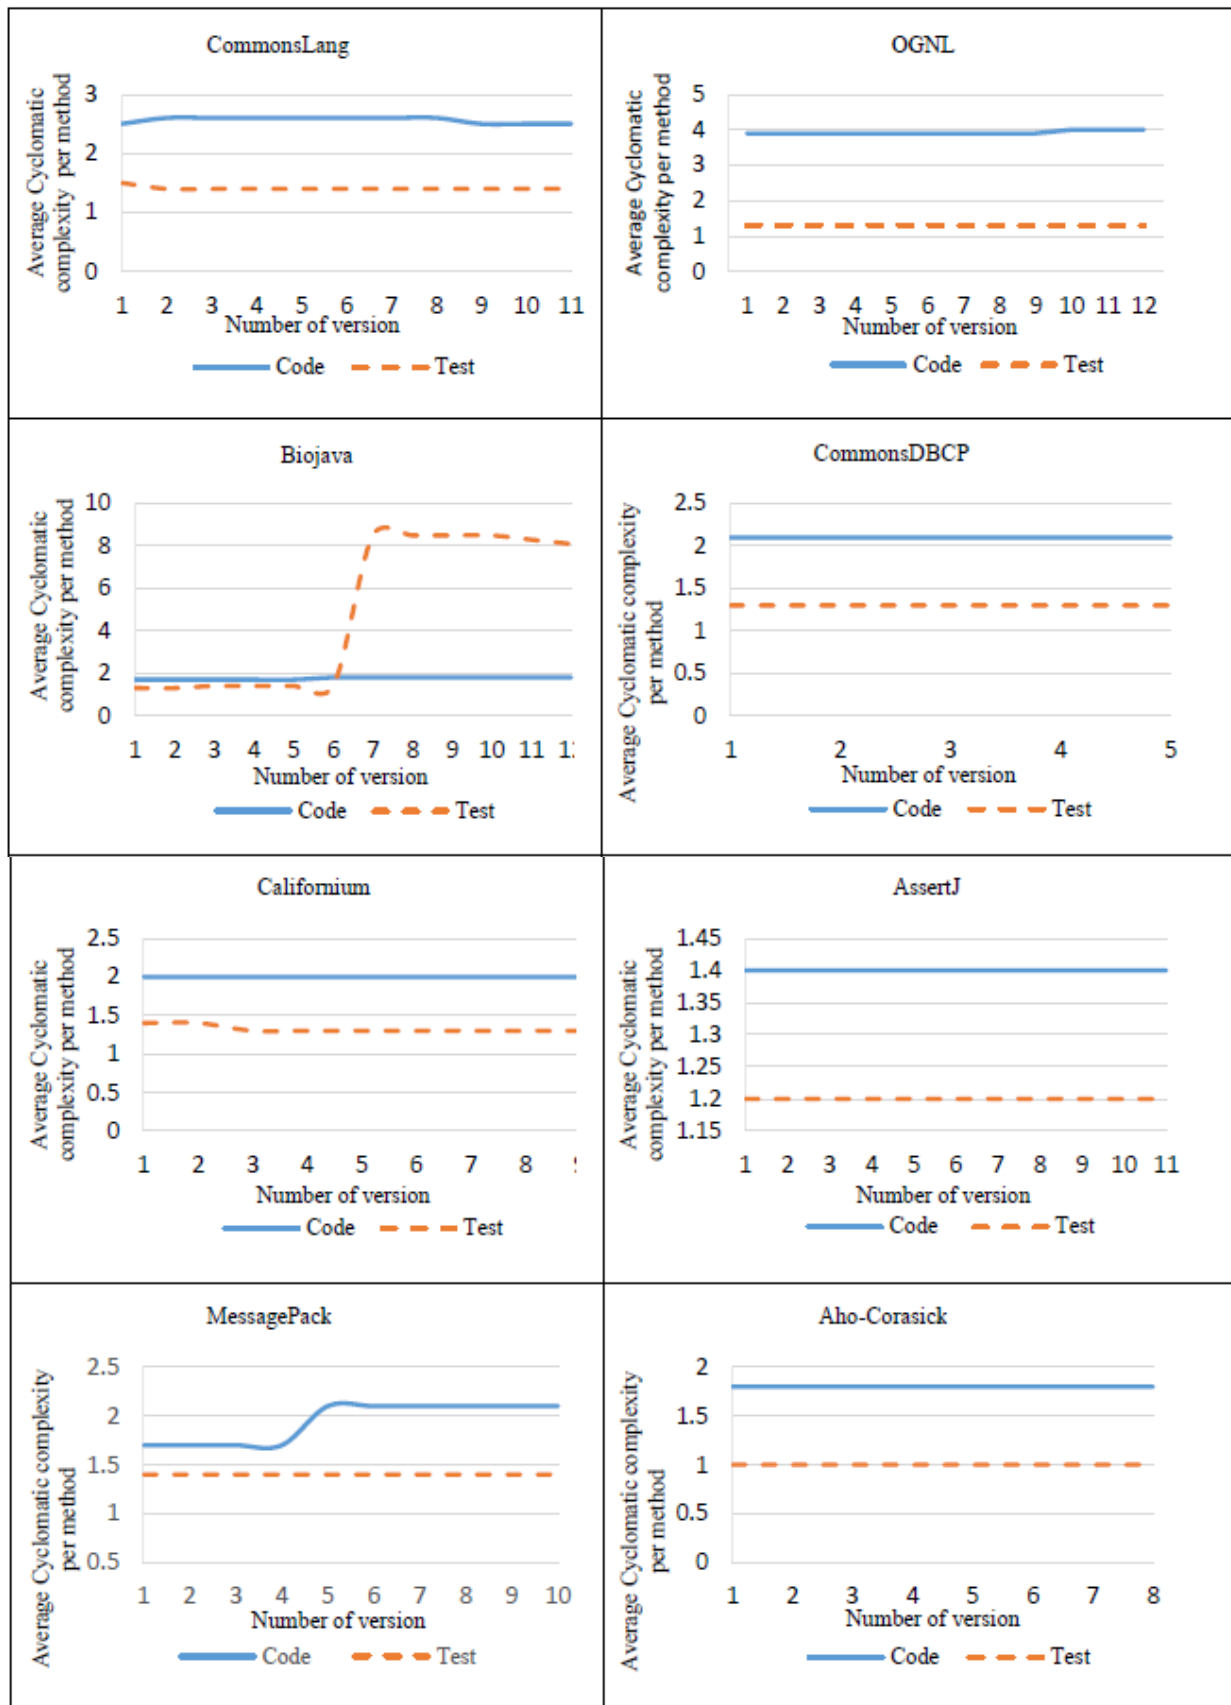 CommonsLang
Average Cyclomatic
complexity per method
3
2
1
0
1 2 3 4 5 6 7 8 9 10 11
Number of version
Code Test
OGNL
Average Cyclomatic
complexity per method
5
4
3
2
1
0
1 2 3 4 5 6 7 8 9 10 11 12
Number of version
Code Test
Biojava
Average Cyclomatic
complexity per method
10
8
6
4
2
0
1 2 3 4 5 6 7 8 9 10 11
Number of version
Code Test
CommonsDBCP
Average Cyclomatic complexity
per method
2.5
2
1.5
1
0.5
0
1 2 3 4 5
Number of version
Code Test
Californium
Average Cyclomatic
complexity per method
2.5
2
1.5
1
0.5
0
1 2 3 4 5 6 7 8
Number of version
Code Test
AssertJ
Average Cyclomatic
complexity per method
1.45
1.4
1.35
1.3
1.25
1.2
1.15
1 2 3 4 5 6 7 8 9 10 11
Number of version
Code Test
MessagePack
Average Cyclomatic complexity
per method
2.5
2
1.5
1
0.5
1 2 3 4 5 6 7 8 9 10
Number of version
Code Test
Aho-Corasick
Average Cyclomatic complexity
per method
2
1.5
1
0.5
0
1 2 3 4 5 6 7 8
Number of version
Code Test